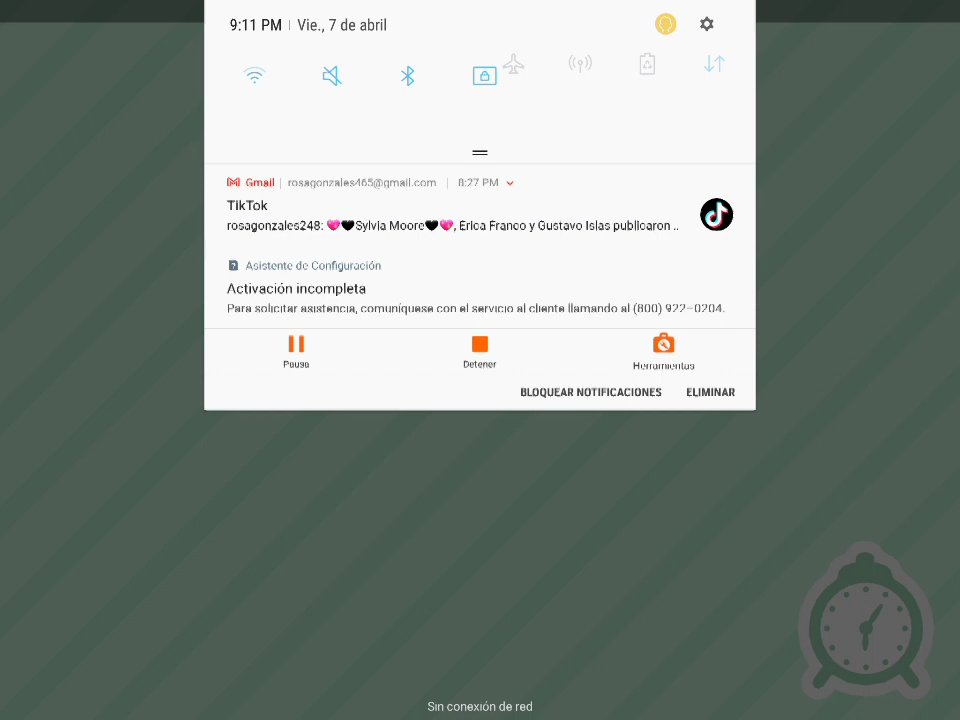 9:11 PM | Vie., 7 de abril
Gmail | rosagonzales465@gmail.com | 8:27 PM
TikTok
rosagonzales248: 💗🖤Sylvia Moore🖤💗, Erica Franco y Gustavo Islas publicaron ..
Asistente de Configuración
Activación incompleta
Para solicitar asistencia, comuníquese con el servicio al cliente llamando al (800) 922-0204.
Pausa
Detener
Herramientas
BLOQUEAR NOTIFICACIONES
ELIMINAR
Sin conexión de red